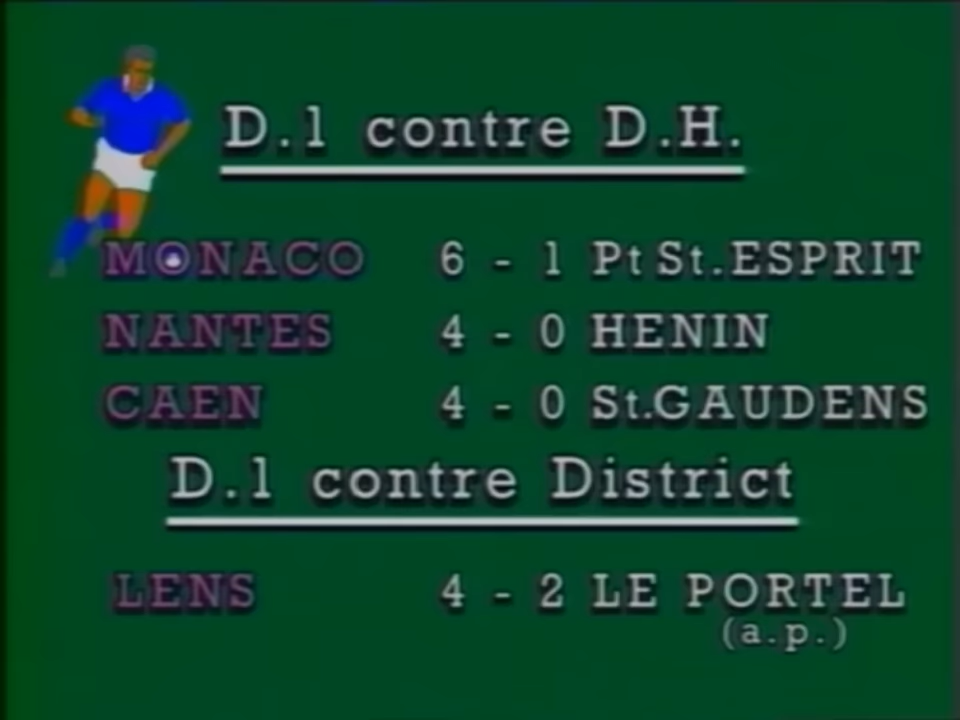 D.1 contre D.H.
MONACO 6 - 1 Pt St.ESPRIT
NANTES 4 - 0 HENIN
CAEN 4 - 0 St.GAUDENS
D.1 contre District
LENS 4 - 2 LE PORTEL
(a.p.)